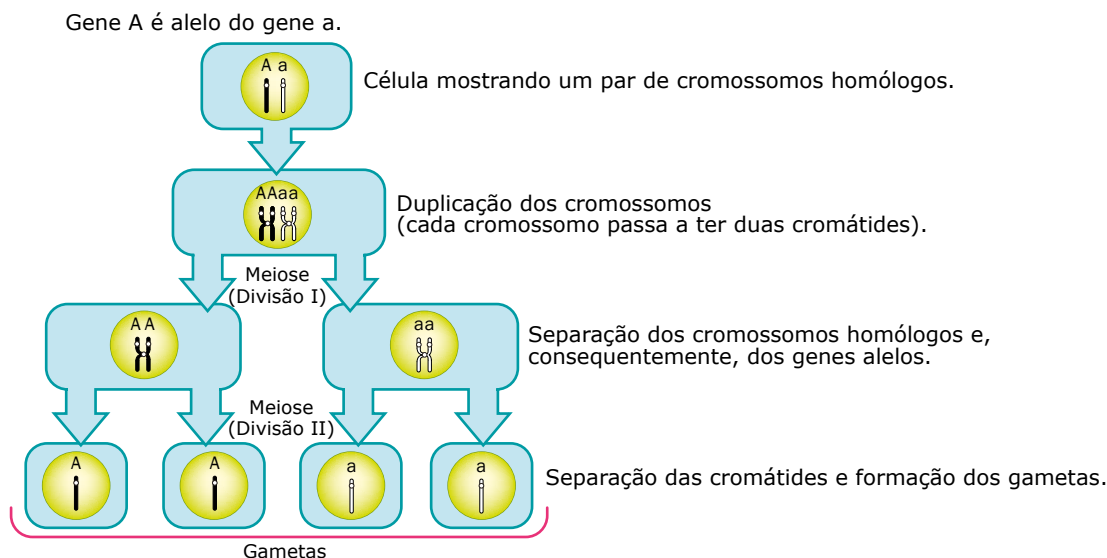 Gene A é alelo do gene a.
A a
Célula mostrando um par de cromossomos homólogos.
AAaa
Duplicação dos cromossomos
(cada cromossomo passa a ter duas cromátides).
Meiose
(Divisão I)
A A
aa
Separação dos cromossomos homólogos e,
consequentemente, dos genes alelos.
Meiose
(Divisão II)
A
A
a
a
Separação das cromátides e formação dos gametas.
Gametas